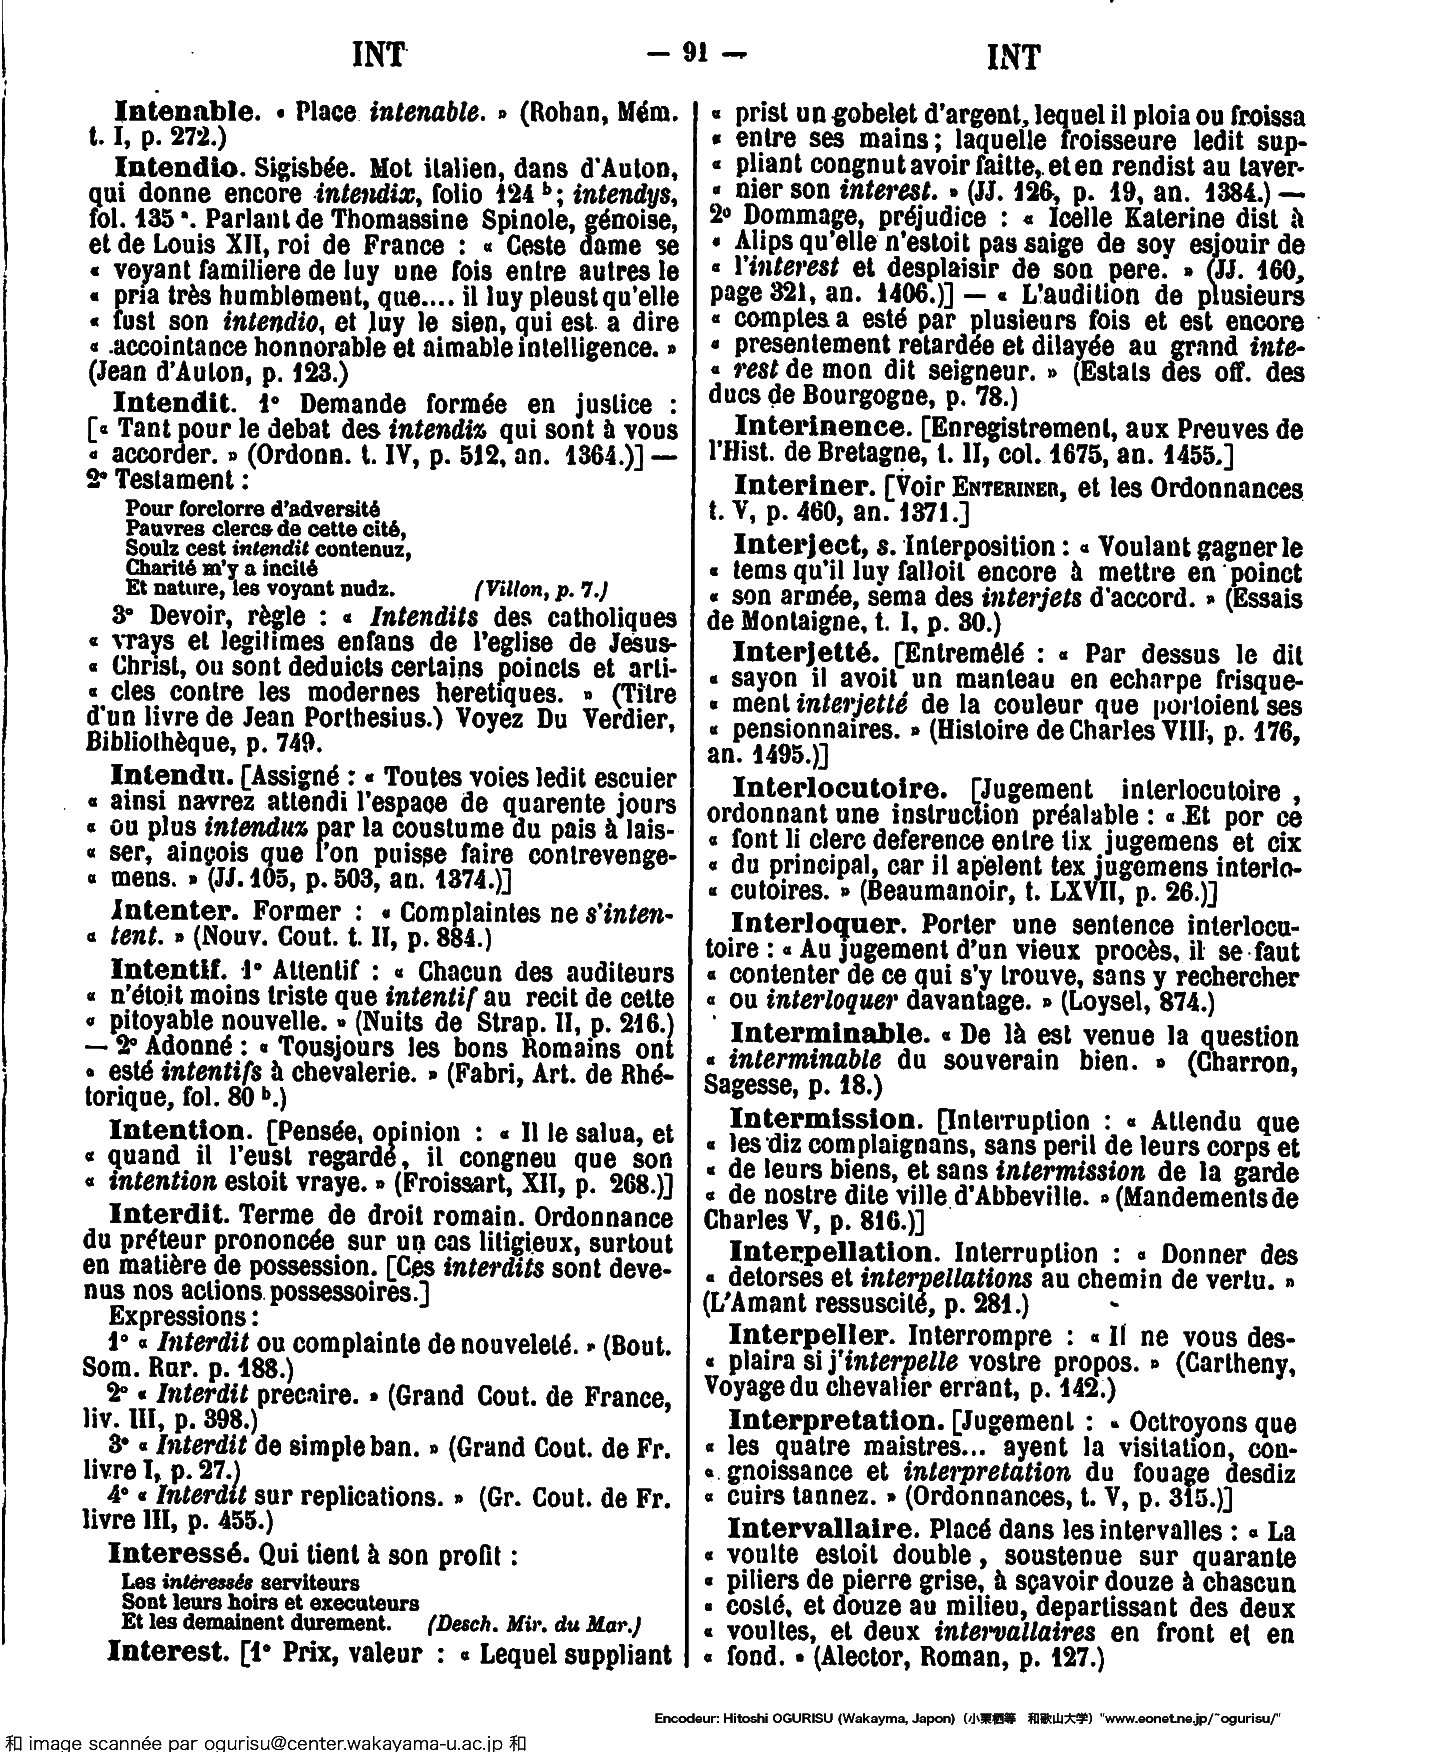 INT — 91 — INT
Intenable. « Place intenable. » (Rohan, Mém.
t. I, p. 272.)
Intendio. Sigisbée. Mot italien, dans d'Auton,
qui donne encore intendix, folio 124 b; intendys,
fol. 135 a. Parlant de Thomassine Spinole, génoise,
et de Louis XII, roi de France : « Ceste dame se
« voyant familiere de luy une fois entre autres le
« pria très humblement, que.... il luy pleust qu'elle
« fust son intendio, et luy le sien, qui est a dire
« accointance honnorable et aimable intelligence. »
(Jean d'Auton, p. 123.)
Intendit. 1° Demande formée en justice :
[« Tant pour le debat des intendiz qui sont à vous
« accorder. » (Ordonn. t. IV, p. 512, an. 1364.)] —
2° Testament :
Pour forclorre d'adversité
Pauvres clercs de cette cité,
Soulz cest intendit contenuz,
Charité m'y a incité
Et nature, les voyant nudz. (Villon, p. 7.)
3° Devoir, règle : « Intendits des catholiques
« vrays et legitimes enfans de l'eglise de Jesus-
« Christ, ou sont deduicts certains poincts et arti-
« cles contre les modernes heretiques. » (Titre
d'un livre de Jean Porthesius.) Voyez Du Verdier,
Bibliothèque, p. 749.
Intendu. [Assigné : « Toutes voies ledit escuier
« ainsi navrez attendi l'espace de quarente jours
« ou plus intenduz par la coustume du pais à lais-
« ser, ainçois que l'on puisse faire contrevenge-
« mens. » (JJ. 105, p. 503, an. 1374.)]
Intenter. Former : « Complaintes ne s'inten-
« tent. » (Nouv. Cout. t. II, p. 884.)
Intentif. 1° Attentif : « Chacun des auditeurs
« n'étoit moins triste que intentif au recit de cette
« pitoyable nouvelle. » (Nuits de Strap. II, p. 216.)
— 2° Adonné : « Tousjours les bons Romains ont
« esté intentifs à chevalerie. » (Fabri, Art. de Rhé-
torique, fol. 80 b.)
Intention. [Pensée, opinion : « Il le salua, et
« quand il l'eust regardé, il congneu que son
« intention estoit vraye. » (Froissart, XII, p. 268.)]
Interdit. Terme de droit romain. Ordonnance
du préteur prononcée sur un cas litigieux, surtout
en matière de possession. [Ces interdits sont deve-
nus nos actions possessoires.]
Expressions :
1° « Interdit ou complainte de nouveleté. » (Bout.
Som. Rur. p. 188.)
2° « Interdit precaire. » (Grand Cout. de France,
liv. III, p. 398.)
3° « Interdit de simple ban. » (Grand Cout. de Fr.
livre I, p. 27.)
4° « Interdit sur replications. » (Gr. Cout. de Fr.
livre III, p. 455.)
Interessé. Qui tient à son profit :
Les intéressés serviteurs
Sont leurs hoirs et executeurs
Et les demainent durement. (Desch. Mir. du Mar.)
Interest. [1° Prix, valeur : « Lequel suppliant
« prist un gobelet d'argent, lequel il ploia ou froissa
« entre ses mains; laquelle froisseure ledit sup-
« pliant congnut avoir faitte, et en rendist au taver-
« nier son interest. » (JJ. 126, p. 19, an. 1384.) —
2° Dommage, préjudice : « Icelle Katerine dist à
« Alips qu'elle n'estoit pas saige de soy esjouir de
« l'interest et desplaisir de son pere. » (JJ. 160,
page 321, an. 1406.)] — « L'audition de plusieurs
« comptes a esté par plusieurs fois et est encore
« presentement retardée et dilayée au grand inte-
« rest de mon dit seigneur. » (Estats des off. des
ducs de Bourgogne, p. 78.)
Interinence. [Enregistrement, aux Preuves de
l'Hist. de Bretagne, t. II, col. 1675, an. 1455.]
Interiner. [Voir ENTERINER, et les Ordonnances
t. V, p. 460, an. 1371.]
Interject, s. Interposition : « Voulant gagner le
« tems qu'il luy falloit encore à mettre en poinct
« son armée, sema des interjets d'accord. » (Essais
de Montaigne, t. I, p. 30.)
Interjetté. [Entremêlé : « Par dessus le dit
« sayon il avoit un manteau en echarpe frisque-
« ment interjetté de la couleur que portoient ses
« pensionnaires. » (Histoire de Charles VIII, p. 176,
an. 1495.)]
Interlocutoire. [Jugement interlocutoire,
ordonnant une instruction préalable : « Et por ce
« font li clerc deference entre tix jugemens et cix
« du principal, car il apelent tex jugemens interlo-
« cutoires. » (Beaumanoir, t. LXVII, p. 26.)]
Interloquer. Porter une sentence interlocu-
toire : « Au jugement d'un vieux procès, il se faut
« contenter de ce qui s'y trouve, sans y rechercher
« ou interloquer davantage. » (Loysel, 874.)
Interminable. « De là est venue la question
« interminable du souverain bien. » (Charron,
Sagesse, p. 18.)
Intermission. [Interruption : « Attendu que
« les diz complaignans, sans peril de leurs corps et
« de leurs biens, et sans intermission de la garde
« de nostre dite ville d'Abbeville. » (Mandements de
Charles V, p. 816.)]
Interpellation. Interruption : « Donner des
« detorses et interpellations au chemin de vertu. »
(L'Amant ressuscité, p. 281.)
Interpeller. Interrompre : « Il ne vous des-
« plaira si j'interpelle vostre propos. » (Cartheny,
Voyage du chevalier errant, p. 142.)
Interpretation. [Jugement : « Octroyons que
« les quatre maistres... ayent la visitation, con-
« gnoissance et interpretation du fouage desdiz
« cuirs tannez. » (Ordonnances, t. V, p. 315.)]
Intervallaire. Placé dans les intervalles : « La
« voulte estoit double, soustenue sur quarante
« piliers de pierre grise, à sçavoir douze à chascun
« costé, et douze au milieu, departissant des deux
« voultes, et deux intervallaires en front et en
« fond. » (Alector, Roman, p. 127.)
Encodeur: Hitoshi OGURISU (Wakayma, Japon) (小栗栖等 和歌山大学) "www.eonet.ne.jp/~ogurisu/"
和 image scannée par ogurisu@center.wakayama-u.ac.jp 和